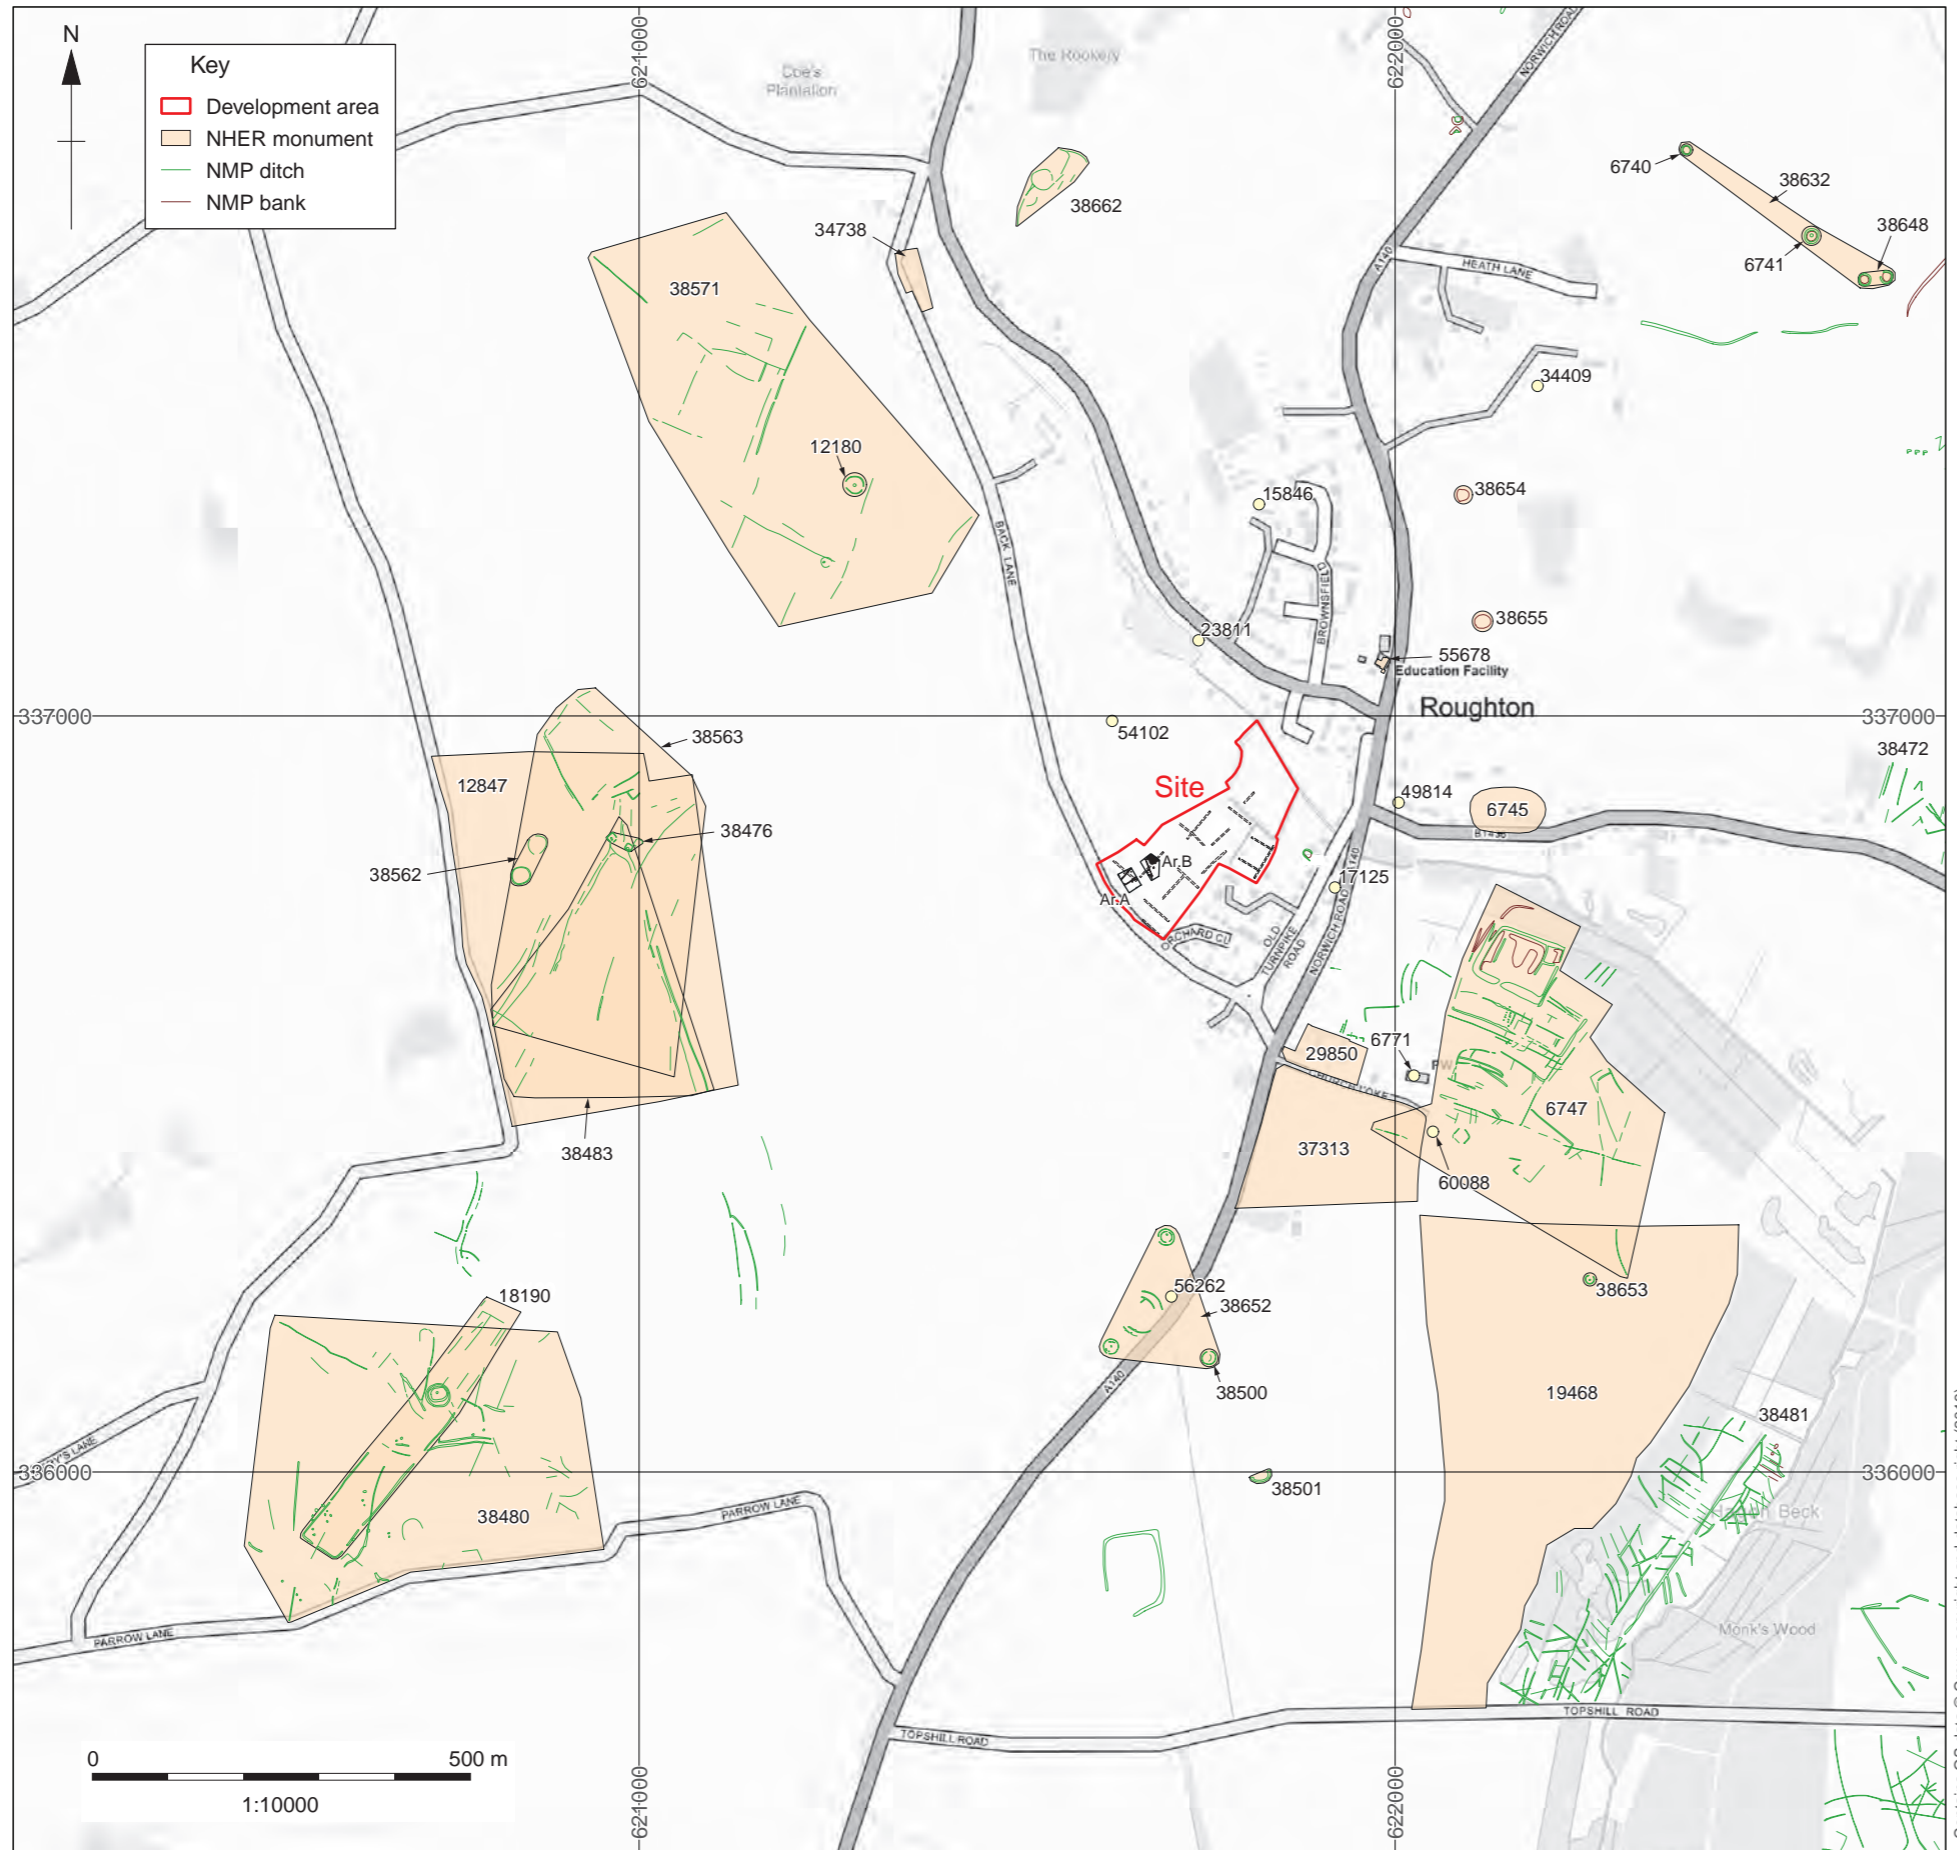 N
Key
Development area
NHER monument
NMP ditch
NMP bank
621000
622000
Coe's
Plantation
The Rookery
NORWICH ROAD
6740
38632
38648
6741
38662
34738
A140
HEATH LANE
38571
34409
12180
15846
38654
BACK LANE
BROWNSFIELD
38655
23811
55678
Education Facility
Roughton
337000
337000
54102
38563
38472
12847
Site
49814
6745
B1436
38476
38562
Ar.B
Ar.A
17125
A140
NORWICH ROAD
ORCHARD CL
OLD
TURNPIKE
ROAD
6771
PW
29850
CHURCH LOKE
6747
37313
38483
60088
18190
56262
38652
38653
38500
A140
19468
38481
336000
336000
38501
38480
PARROW LANE
Beck
Monk's Wood
PARROW LANE
TOPSHILL ROAD
TOPSHILL ROAD
0
500 m
1:10000
621000
622000